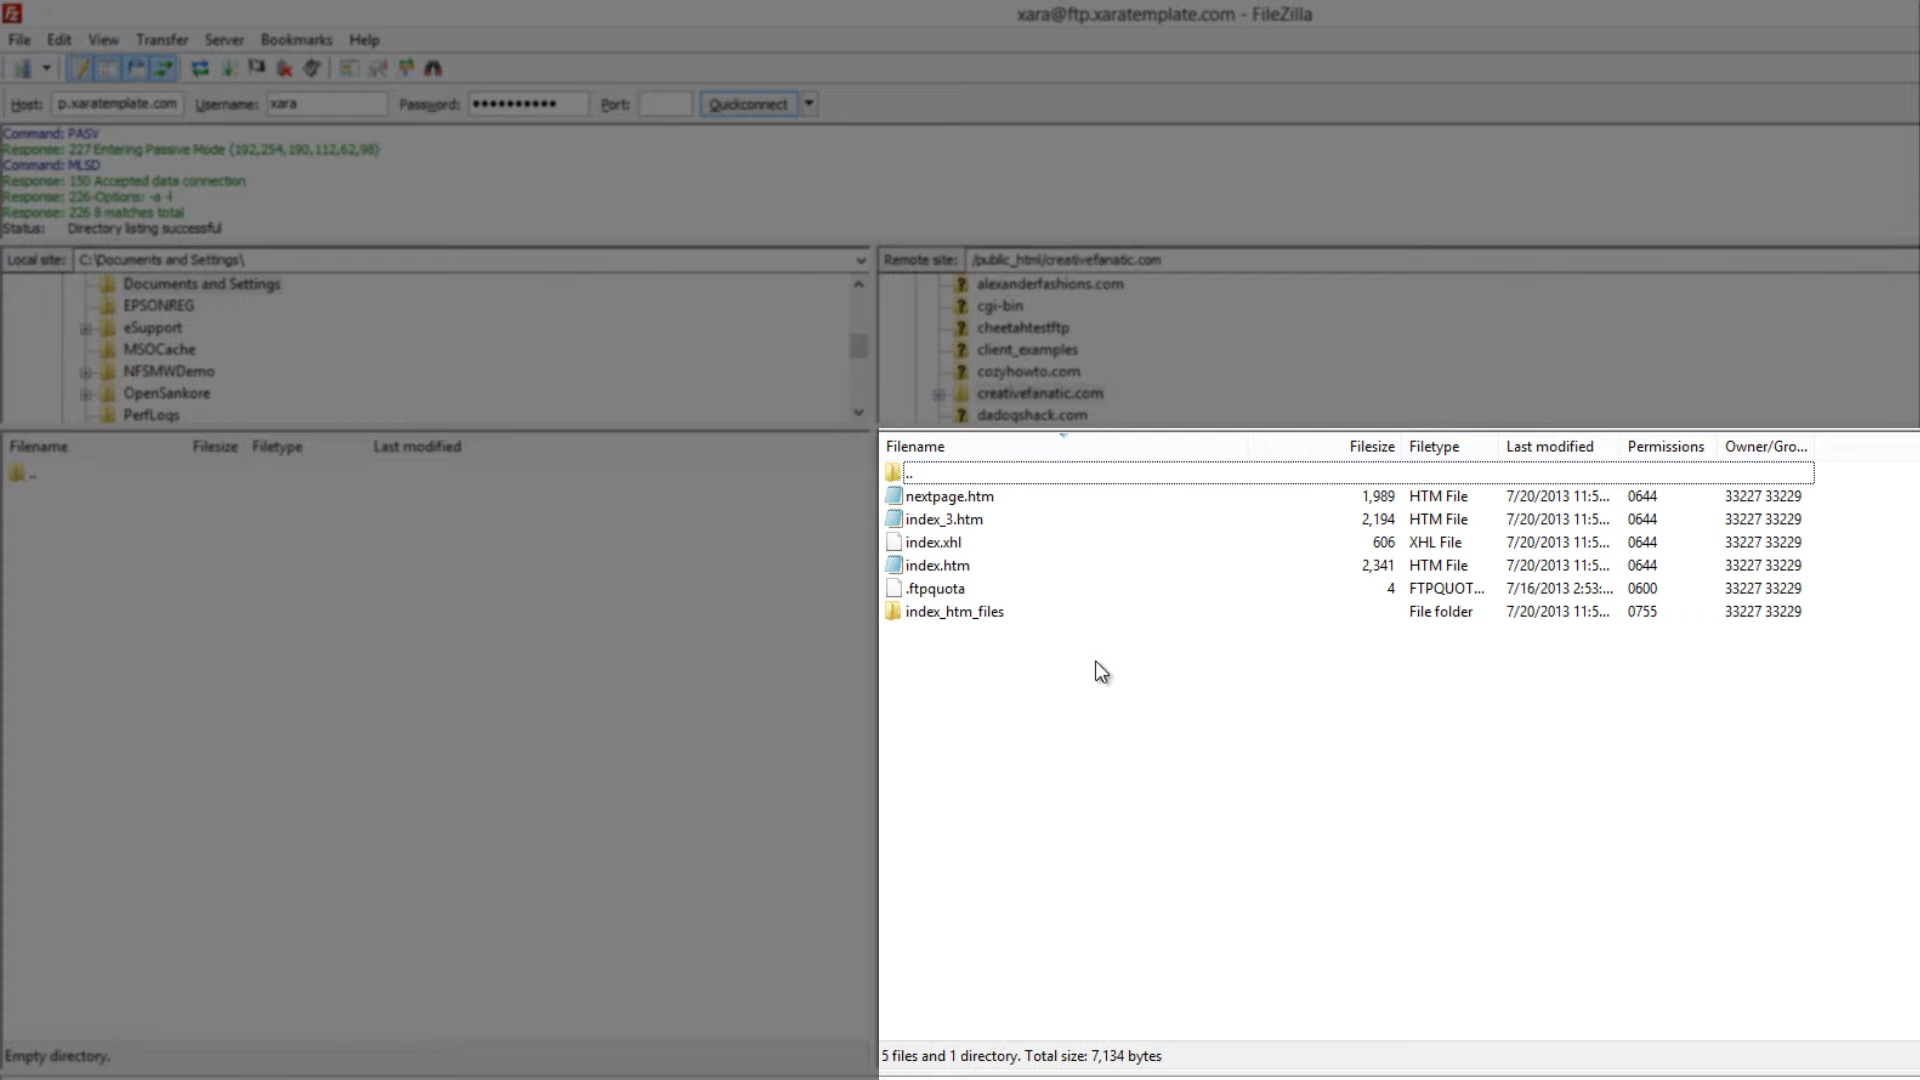 Fz
xara@ftp.xaratemplate.com - FileZilla
File Edit View Transfer Server Bookmarks Help
Host: p.xaratemplate.com Username: xara Password: ●●●●●●●●●● Port: Quickconnect
Command: PASV
Response: 227 Entering Passive Mode (192,254,190,112,62,98)
Command: MLSD
Response: 150 Accepted data connection
Response: 226-Options: -a -l
Response: 226 8 matches total
Status: Directory listing successful
Local site: C:\Documents and Settings\
Documents and Settings
EPSONREG
eSupport
MSOCache
NFSMWDemo
OpenSankore
PerfLogs
Remote site: /public_html/creativefanatic.com
alexanderfashions.com
cgi-bin
cheetahtestftp
client_examples
cozyhowto.com
creativefanatic.com
dadogshack.com
Filename Filesize Filetype Last modified
..
Empty directory.
Filename Filesize Filetype Last modified Permissions Owner/Gro...
..
nextpage.htm 1,989 HTM File 7/20/2013 11:5... 0644 33227 33229
index_3.htm 2,194 HTM File 7/20/2013 11:5... 0644 33227 33229
index.xhl 606 XHL File 7/20/2013 11:5... 0644 33227 33229
index.htm 2,341 HTM File 7/20/2013 11:5... 0644 33227 33229
.ftpquota 4 FTPQUOT... 7/16/2013 2:53:... 0600 33227 33229
index_htm_files File folder 7/20/2013 11:5... 0755 33227 33229
5 files and 1 directory. Total size: 7,134 bytes